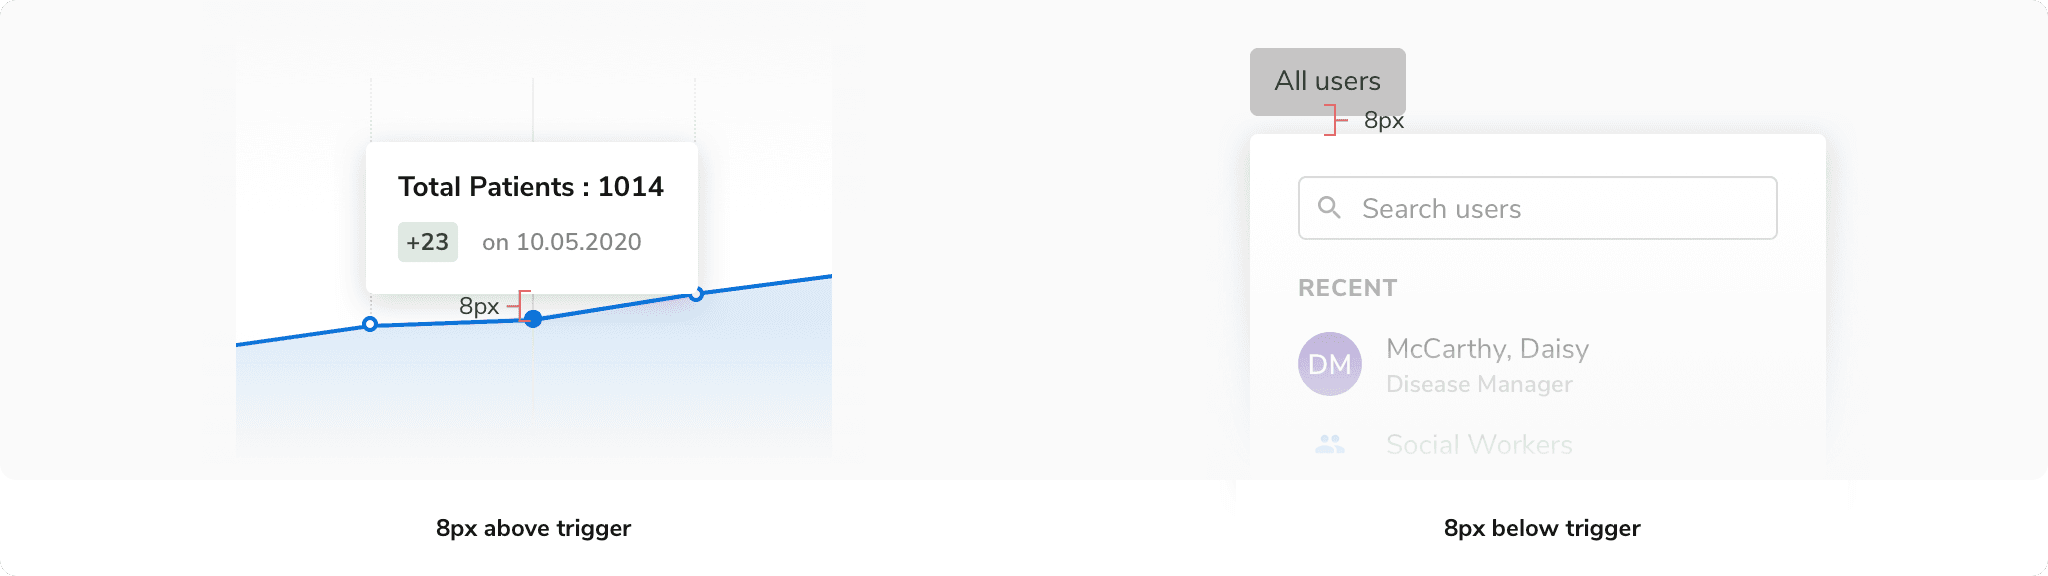 Total Patients : 1014
+23 on 10.05.2020
8px
8px above trigger
All users
8px
Search users
RECENT
DM
McCarthy, Daisy
Disease Manager
Social Workers
8px below trigger